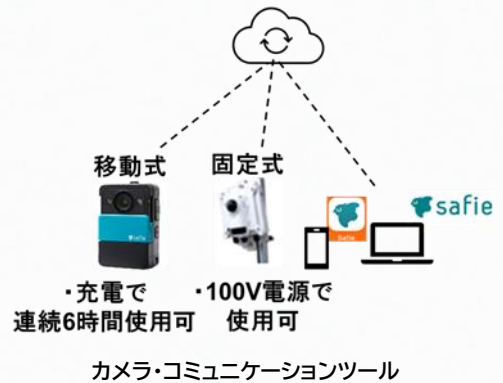 移動式
固定式
safie
Safie
safie
・充電で
連続6時間使用可
・100V電源で
使用可
カメラ・コミュニケーションツール